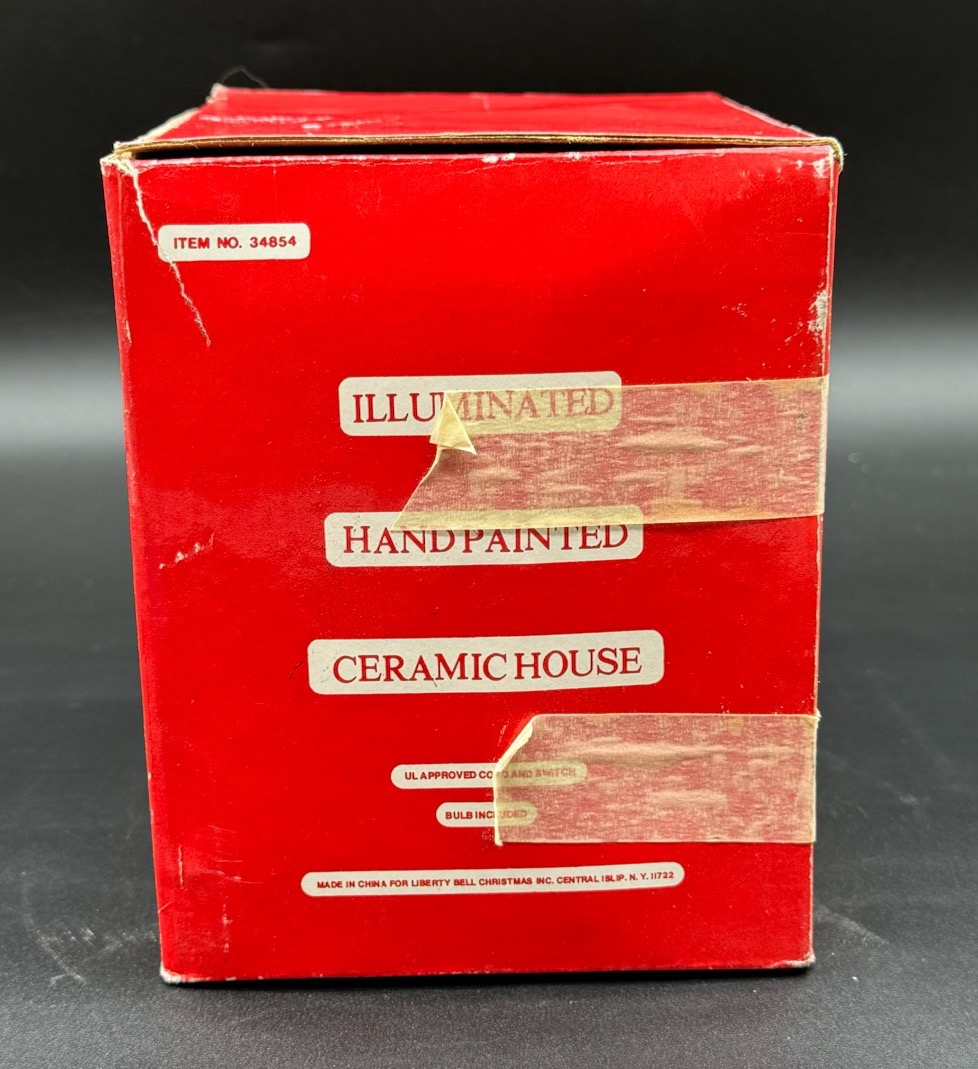 ITEM NO. 34854
ILLUMINATED
HAND PAINTED
CERAMIC HOUSE
UL APPROVED CORD AND SWITCH
BULB INCLUDED
MADE IN CHINA FOR LIBERTY BELL CHRISTMAS INC. CENTRAL ISLIP. N. Y. 11722